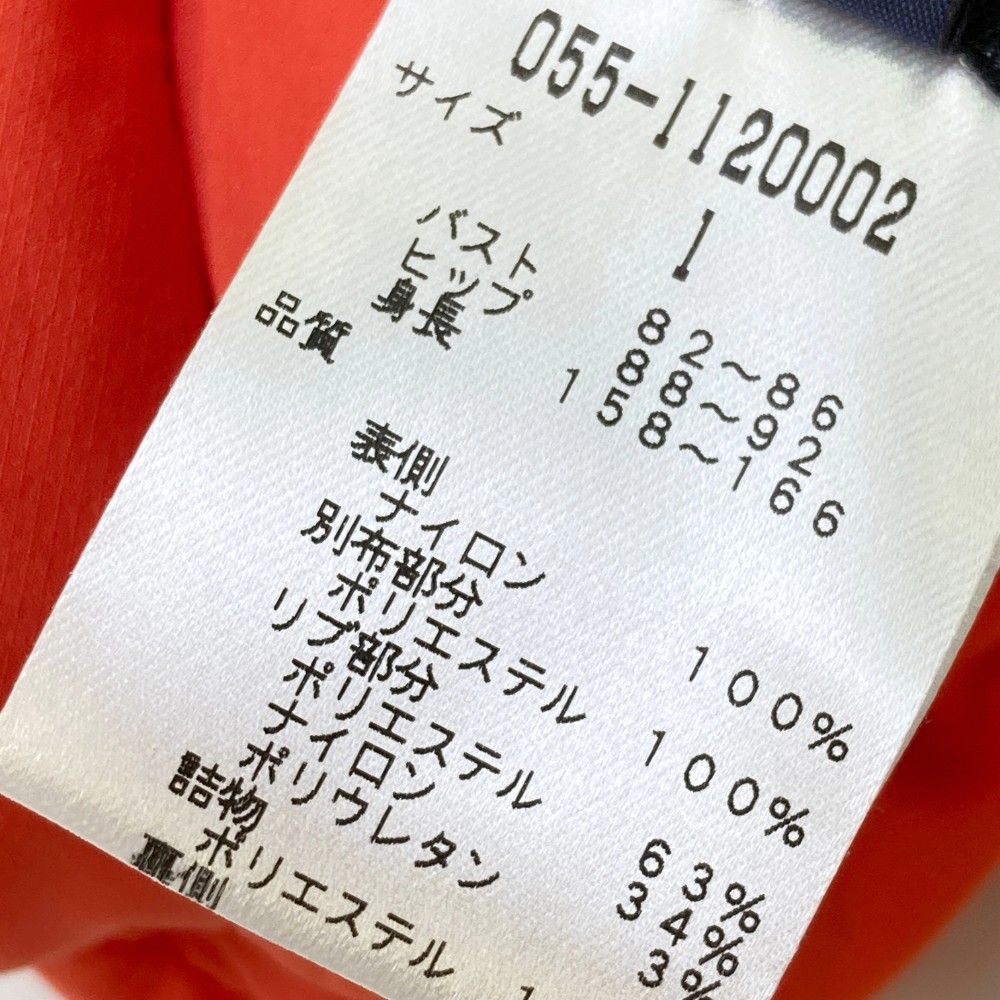 055-1120002
サイズ 1
バスト 82～86
ヒップ 88～92
身長 158～166
品質
表側
ナイロン 100%
別布部分
ポリエステル 100%
リブ部分
ポリエステル 63%
ナイロン 34%
ポリウレタン 3%
詰物
ポリエステル 1
裏側